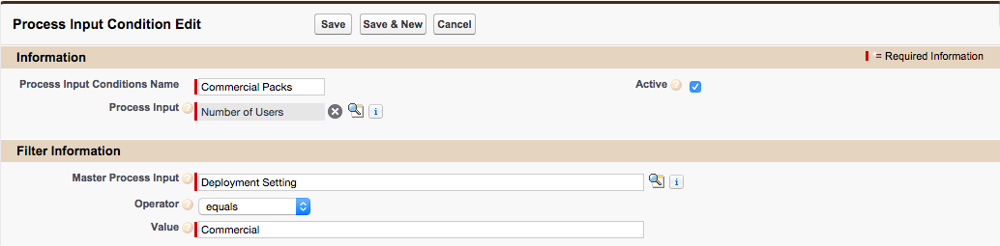 Process Input Condition Edit Save Save & New Cancel
Information = Required Information
Process Input Conditions Name Commercial Packs Active ?
Process Input ? Number of Users i
Filter Information
Master Process Input ? Deployment Setting i
Operator ? equals
Value ? Commercial